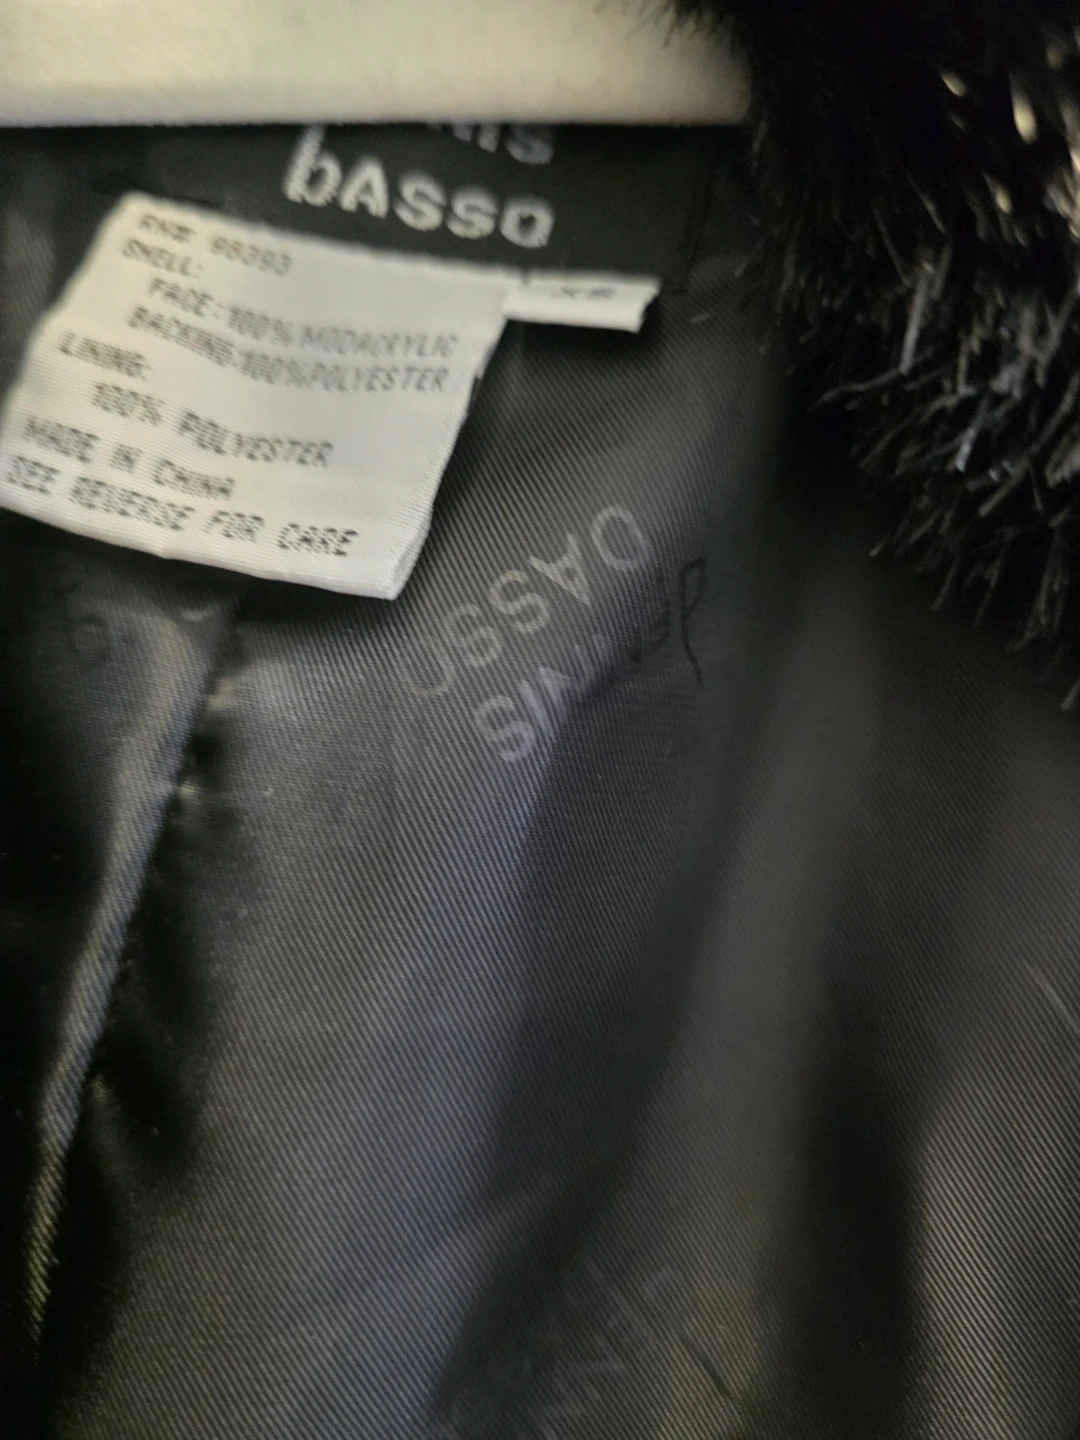 bASSO
RN# 96393
SHELL:
FACE-100%MODACRYLIC
BACKING-100%POLYESTER
LINING:
100% POLYESTER
MADE IN CHINA
SEE REVERSE FOR CARE